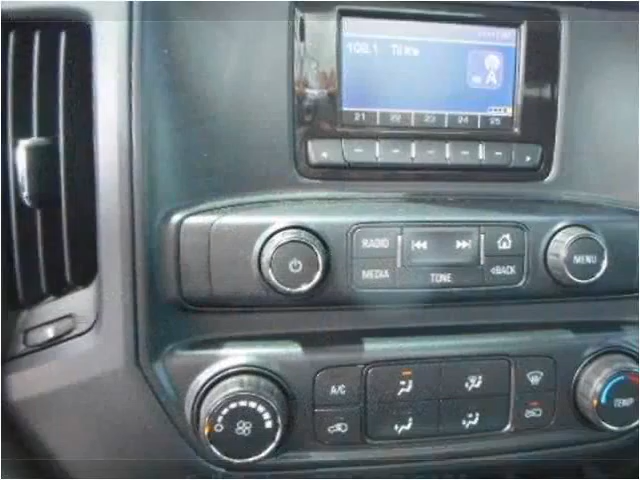 21 22 23 24 25
RADIO
MENU
MEDIA TONE BACK
A/C
TEMP